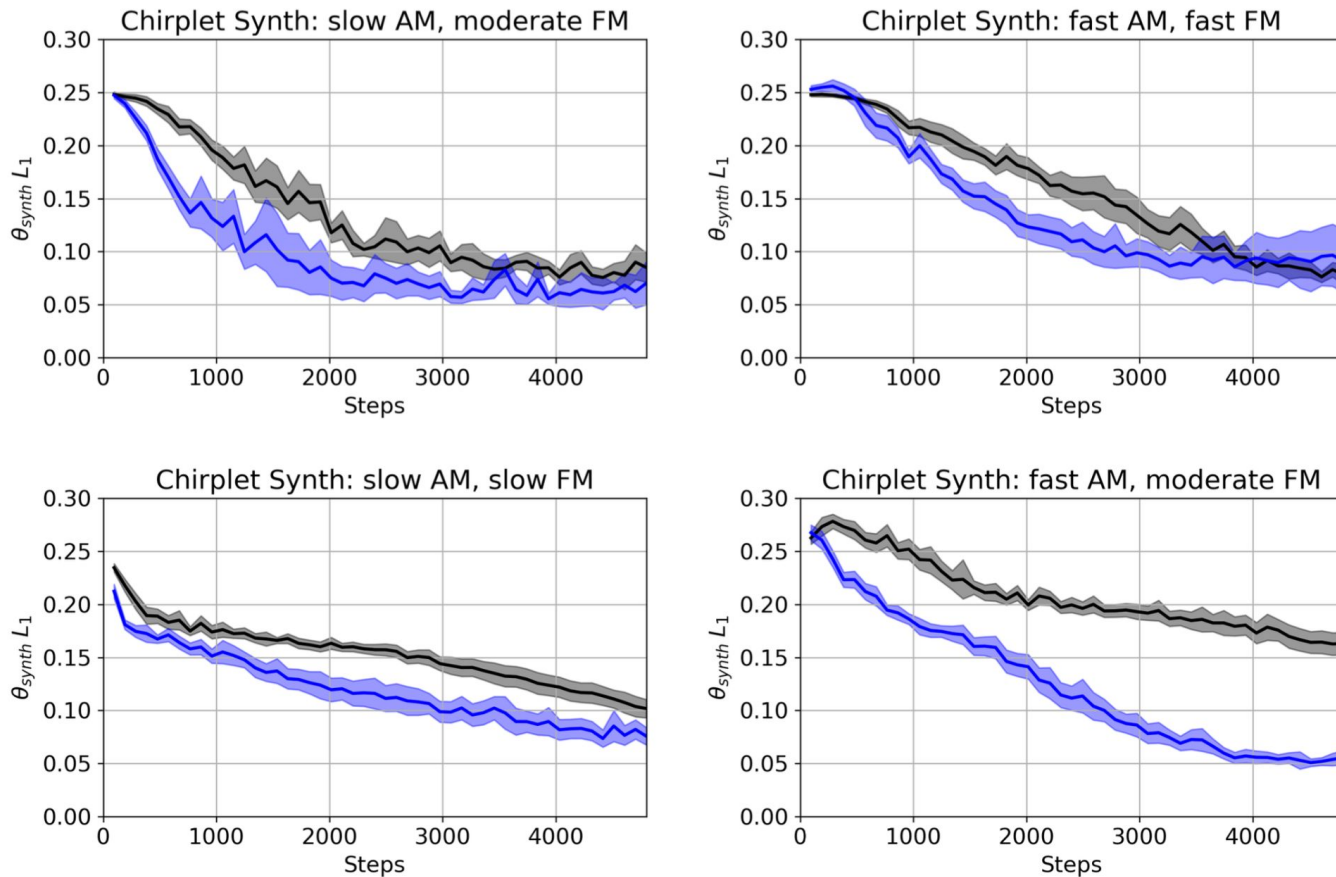 Chirplet Synth: slow AM, moderate FM
0.30
0.25
0.20
0.15
0.10
0.05
0.00
θsynth L1
0 1000 2000 3000 4000
Steps
Chirplet Synth: fast AM, fast FM
0.30
0.25
0.20
0.15
0.10
0.05
0.00
θsynth L1
0 1000 2000 3000 4000
Steps
Chirplet Synth: slow AM, slow FM
0.30
0.25
0.20
0.15
0.10
0.05
0.00
θsynth L1
0 1000 2000 3000 4000
Steps
Chirplet Synth: fast AM, moderate FM
0.30
0.25
0.20
0.15
0.10
0.05
0.00
θsynth L1
0 1000 2000 3000 4000
Steps